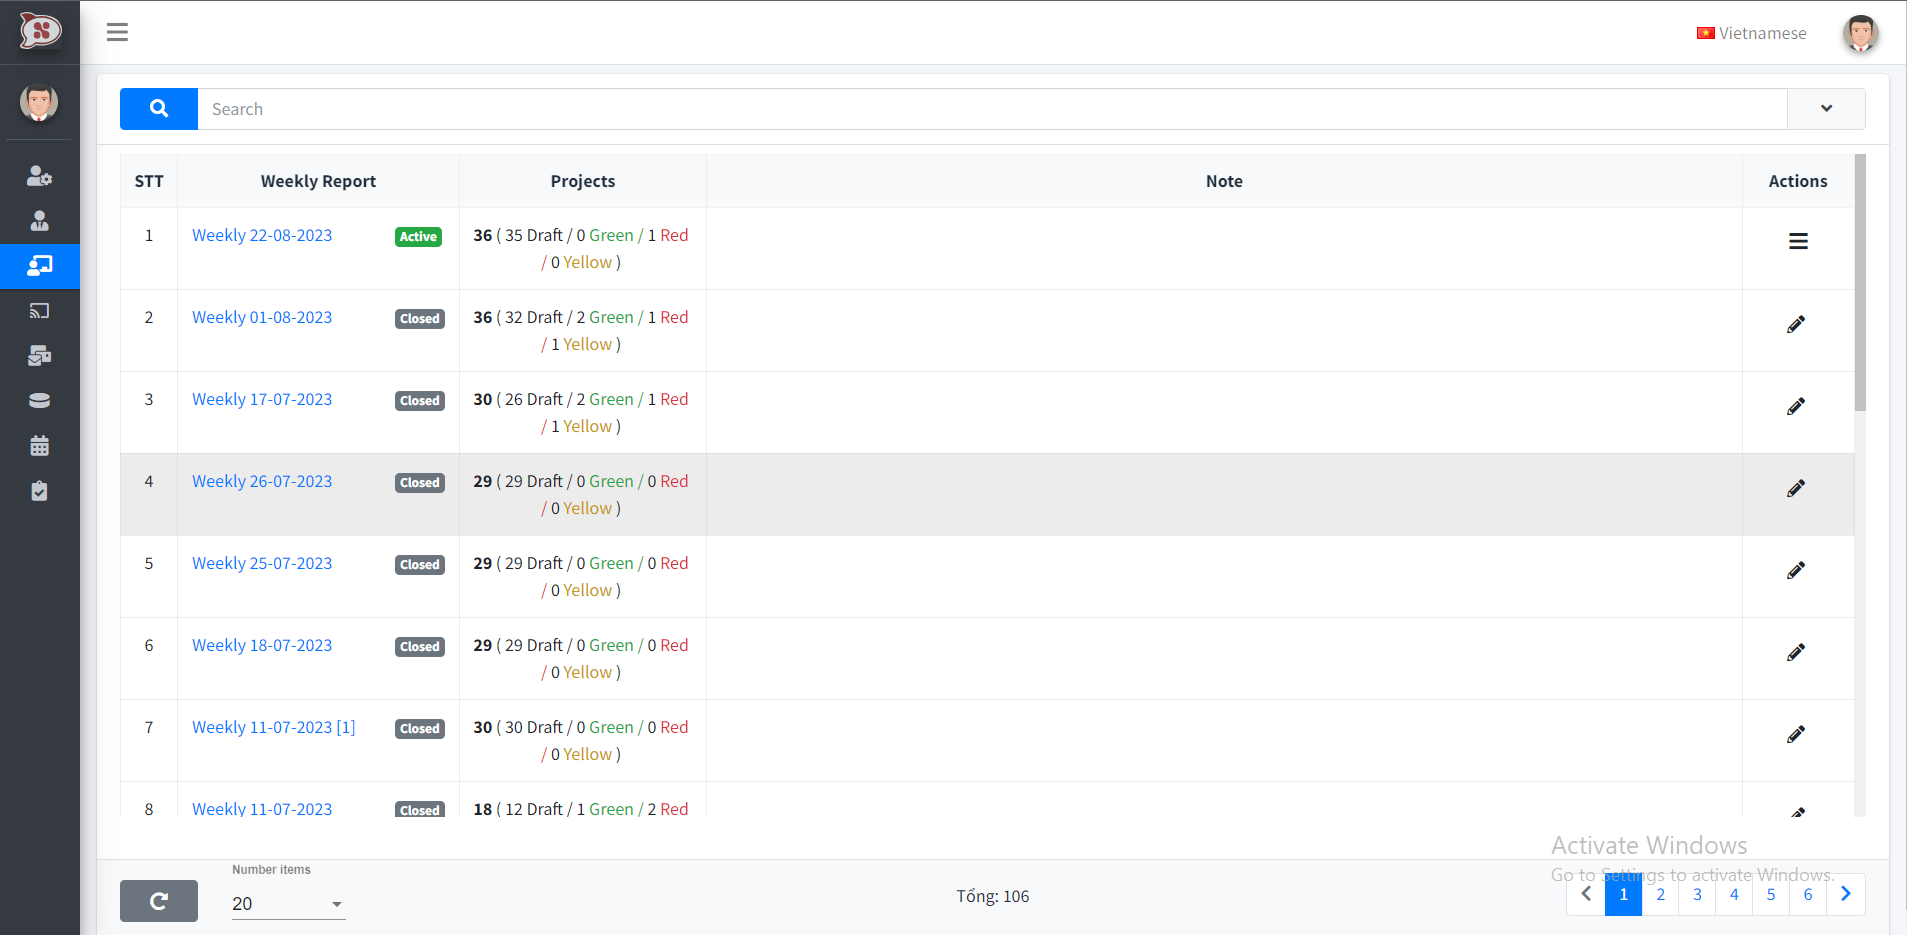 Vietnamese
Search
STT Weekly Report Projects Note Actions
1 Weekly 22-08-2023 Active 36 ( 35 Draft / 0 Green / 1 Red
/ 0 Yellow )
2 Weekly 01-08-2023 Closed 36 ( 32 Draft / 2 Green / 1 Red
/ 1 Yellow )
3 Weekly 17-07-2023 Closed 30 ( 26 Draft / 2 Green / 1 Red
/ 1 Yellow )
4 Weekly 26-07-2023 Closed 29 ( 29 Draft / 0 Green / 0 Red
/ 0 Yellow )
5 Weekly 25-07-2023 Closed 29 ( 29 Draft / 0 Green / 0 Red
/ 0 Yellow )
6 Weekly 18-07-2023 Closed 29 ( 29 Draft / 0 Green / 0 Red
/ 0 Yellow )
7 Weekly 11-07-2023 [1] Closed 30 ( 30 Draft / 0 Green / 0 Red
/ 0 Yellow )
8 Weekly 11-07-2023 Closed 18 ( 12 Draft / 1 Green / 2 Red
Activate Windows
Go to Settings to activate Windows.
Number items
20
Tổng: 106
1 2 3 4 5 6